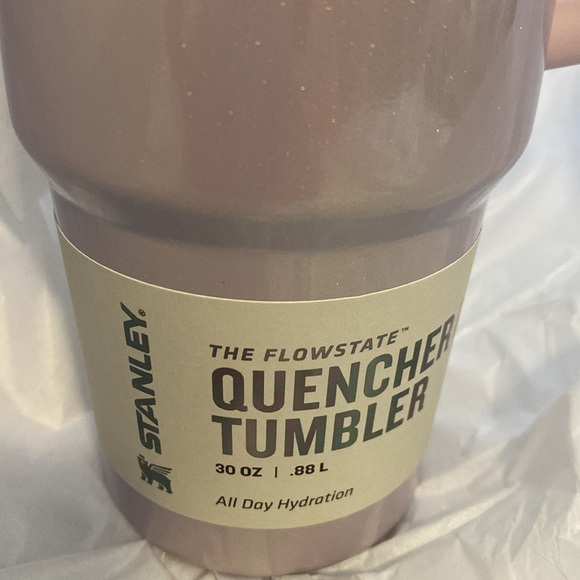 STANLEY®
THE FLOWSTATE™
QUENCHER
TUMBLER
30 OZ | .88 L
All Day Hydration